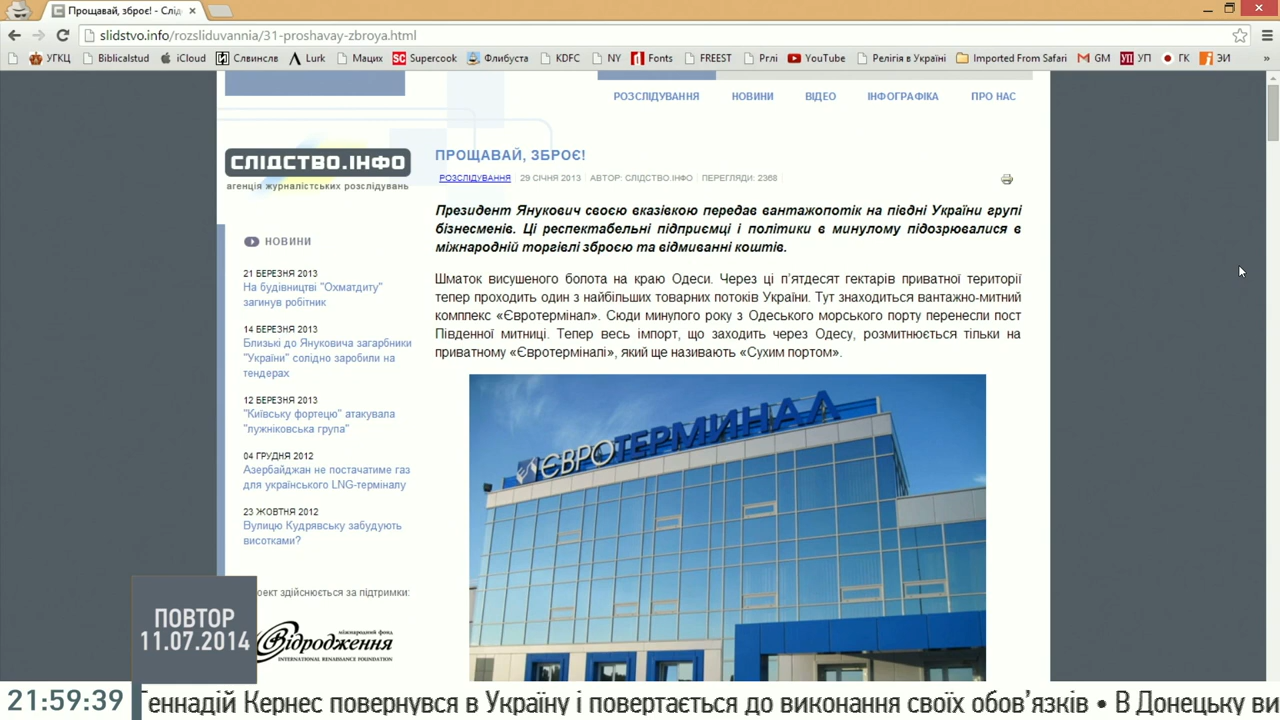 Прощавай, зброє! - Слі
slidstvo.info/rozsliduvannia/31-proshavay-zbroya.html
УГКЦ Biblicalstud iCloud Слвинслв Lurk Мацих Supercook Флибуста KDFC NY Fonts FREEST Рглі YouTube Релігія в Україні Imported From Safari GM УП ГК ЭИ »
РОЗСЛІДУВАННЯ НОВИНИ ВІДЕО ІНФОГРАФІКА ПРО НАС
СЛІДСТВО.ІНФО
агенція журналістських розслідувань
ПРОЩАВАЙ, ЗБРОЄ!
РОЗСЛІДУВАННЯ 29 СІЧНЯ 2013 АВТОР: СЛІДСТВО.ІНФО ПЕРЕГЛЯДИ: 2368
Президент Янукович своєю вказівкою передав вантажопотік на півдні України групі
бізнесменів. Ці респектабельні підприємці і політики в минулому підозрювалися в
міжнародній торгівлі зброєю та відмиванні коштів.
Шматок висушеного болота на краю Одеси. Через ці п’ятдесят гектарів приватної території
тепер проходить один з найбільших товарних потоків України. Тут знаходиться вантажно-митний
комплекс «Євротермінал». Сюди минулого року з Одеського морського порту перенесли пост
Південної митниці. Тепер весь імпорт, що заходить через Одесу, розмитнюється тільки на
приватному «Євротерміналі», який ще називають «Сухим портом».
ЄВРОТЕРМИНАЛ
НОВИНИ
21 БЕРЕЗНЯ 2013
На будівництві "Охматдиту"
загинув робітник
14 БЕРЕЗНЯ 2013
Близькі до Януковича загарбники
"України" солідно заробили на
тендерах
12 БЕРЕЗНЯ 2013
"Київську фортецю" атакувала
"лужніковська група"
04 ГРУДНЯ 2012
Азербайджан не постачатиме газ
для українського LNG-терміналу
23 ЖОВТНЯ 2012
Вулицю Кудрявську забудують
висотками?
оект здійснюється за підтримки:
міжнародний фонд
Відродження
INTERNATIONAL RENAISSANCE FOUNDATION
ПОВТОР
11.07.2014
21:59:39 Геннадій Кернес повернувся в Україну і повертається до виконання своїх обов’язків • В Донецьку ви